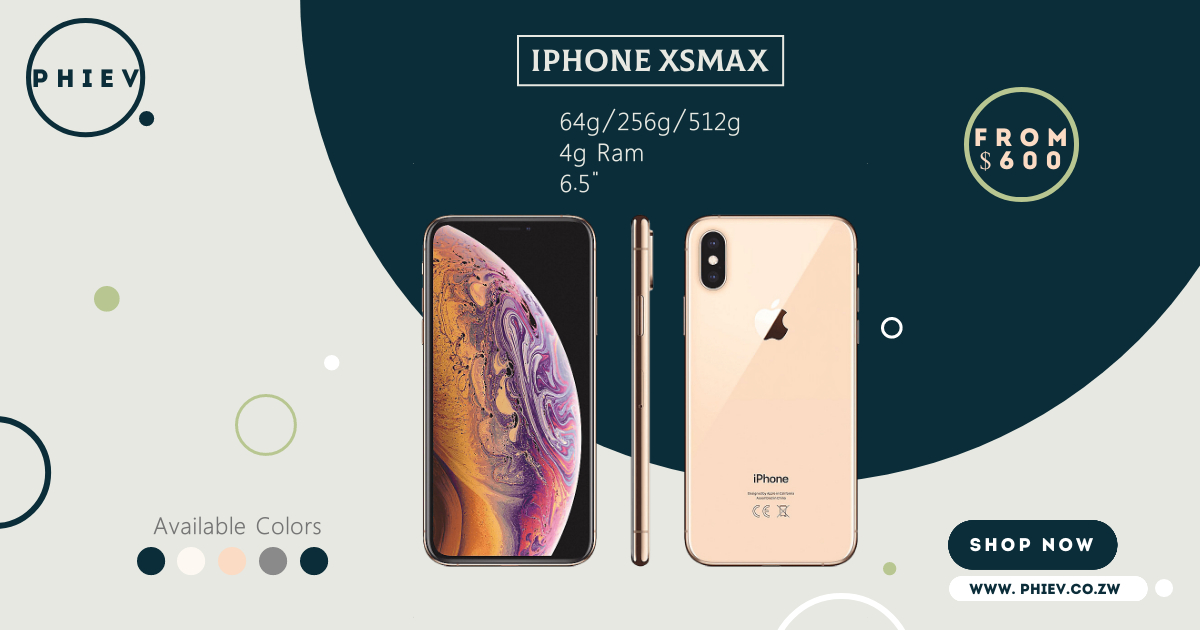 PHIEV
IPHONE XSMAX
64g/256g/512g
4g Ram
6.5"
FROM
$600
iPhone
Available Colors
SHOP NOW
WWW. PHIEV.CO.ZW